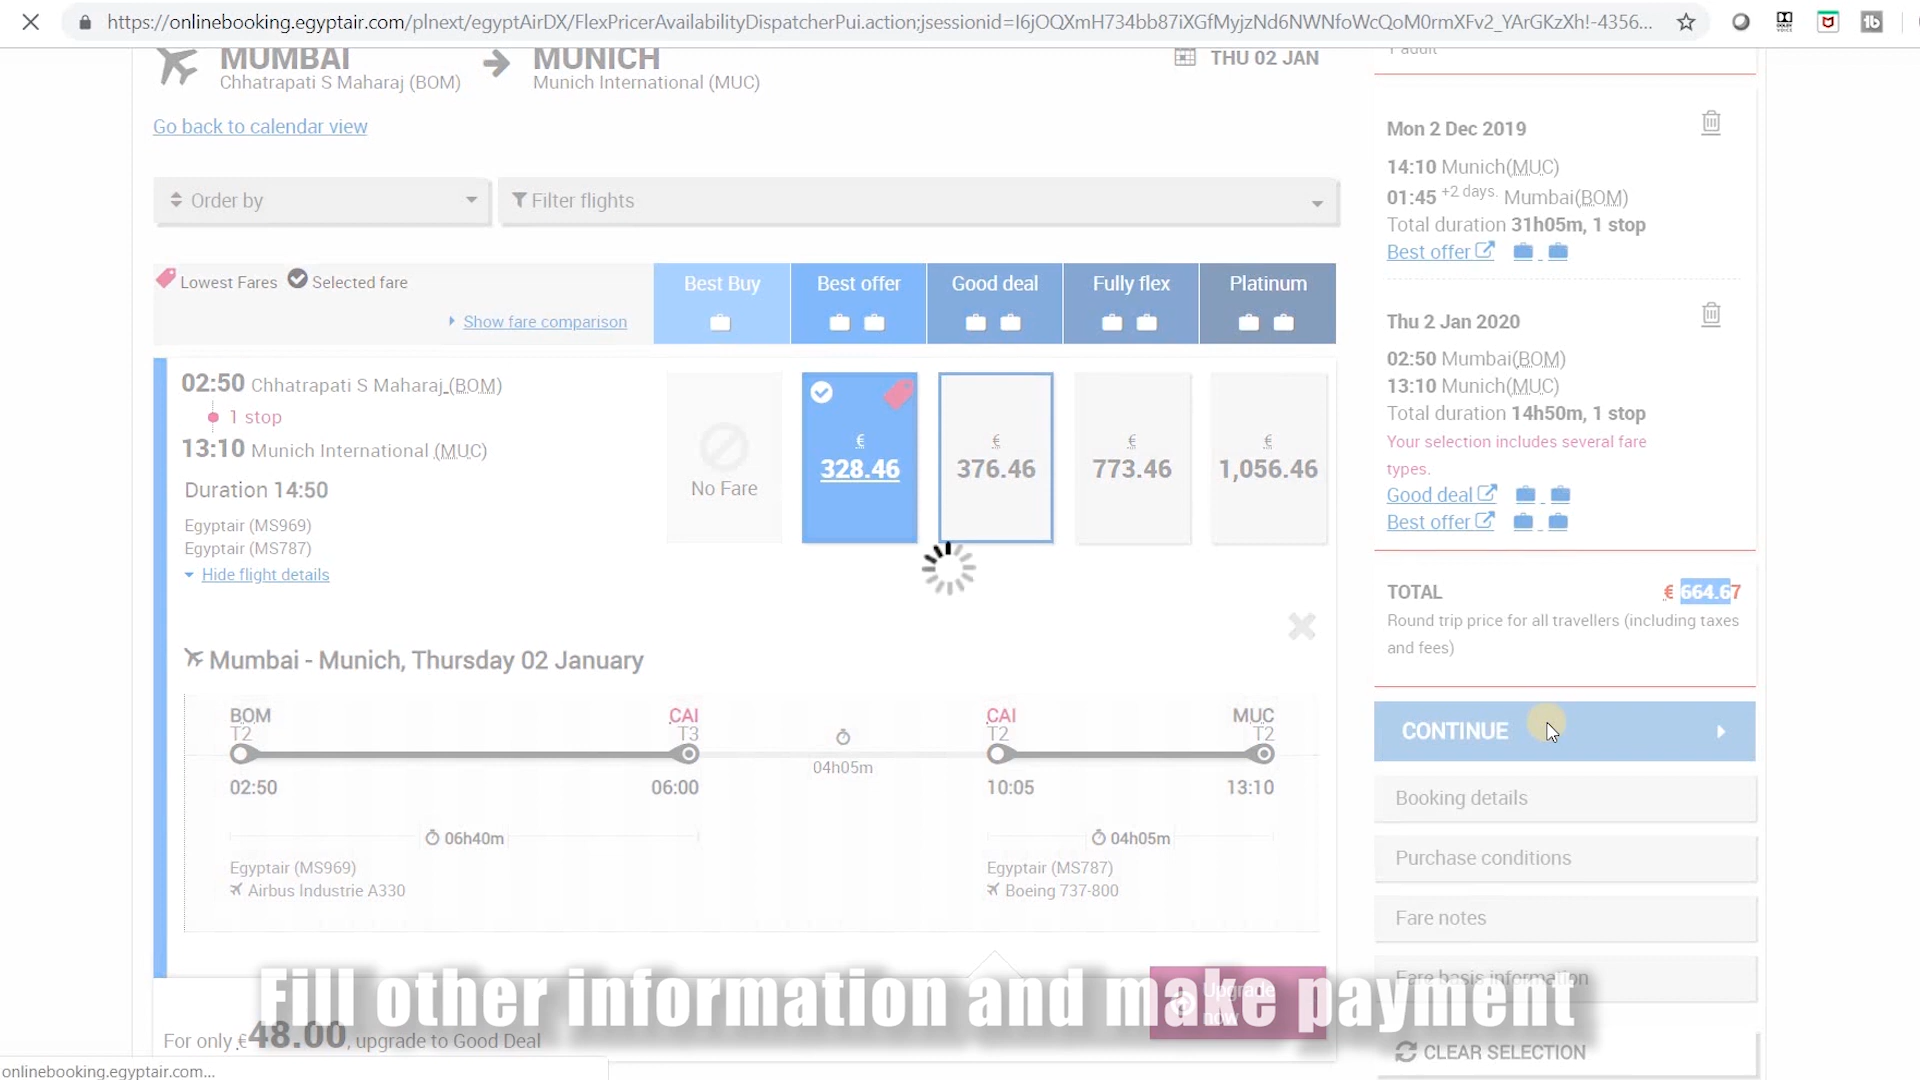 https://onlinebooking.egyptair.com/plnext/egyptAirDX/FlexPricerAvailabilityDispatcherPui.action;jsessionid=I6jOQXmH734bb87iXGfMyjzNd6NWNfoWcQoM0rmXFv2_YArGKzXh!-4356...
MUMBAI
Chhatrapati S Maharaj (BOM)
MUNICH
Munich International (MUC)
THU 02 JAN
Go back to calendar view
Order by
Filter flights
Lowest Fares
Selected fare
Show fare comparison
Best Buy
Best offer
Good deal
Fully flex
Platinum
02:50 Chhatrapati S Maharaj (BOM)
1 stop
13:10 Munich International (MUC)
Duration 14:50
Egyptair (MS969)
Egyptair (MS787)
Hide flight details
No Fare
€
328.46
€
376.46
€
773.46
€
1,056.46
Mumbai - Munich, Thursday 02 January
BOM
T2
02:50
CAI
T3
06:00
04h05m
CAI
T2
10:05
MUC
T2
13:10
06h40m
Egyptair (MS969)
Airbus Industrie A330
04h05m
Egyptair (MS787)
Boeing 737-800
For only €48.00, upgrade to Good Deal
Upgrade
now
1 adult
Mon 2 Dec 2019
14:10 Munich(MUC)
01:45 +2 days. Mumbai(BOM)
Total duration 31h05m, 1 stop
Best offer
Thu 2 Jan 2020
02:50 Mumbai(BOM)
13:10 Munich(MUC)
Total duration 14h50m, 1 stop
Your selection includes several fare
types.
Good deal
Best offer
TOTAL € 664.67
Round trip price for all travellers (including taxes
and fees)
CONTINUE
Booking details
Purchase conditions
Fare notes
Fare basis information
CLEAR SELECTION
Fill other information and make payment
onlinebooking.egyptair.com...